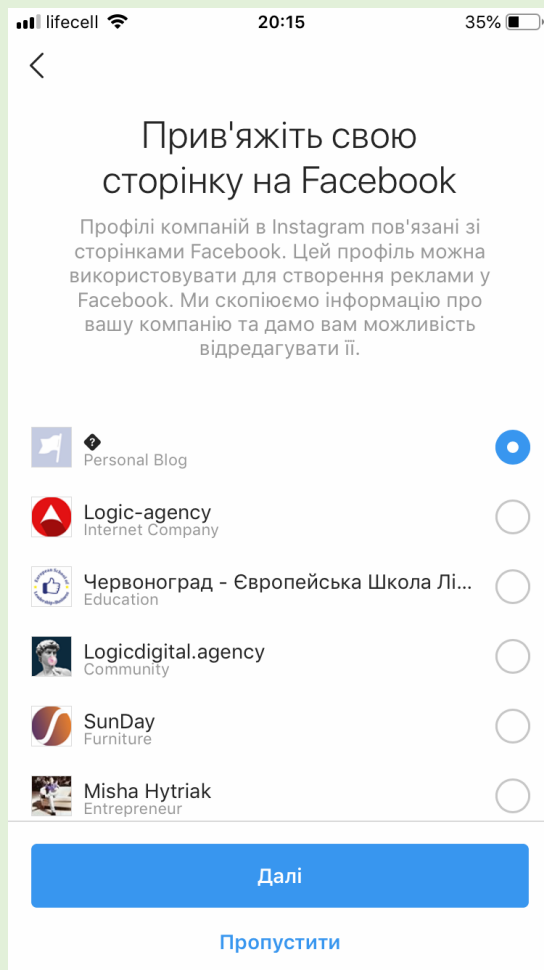 lifecell 20:15 35%
Прив'яжіть свою
сторінку на Facebook
Профілі компаній в Instagram пов'язані зі
сторінками Facebook. Цей профіль можна
використовувати для створення реклами у
Facebook. Ми скопіюємо інформацію про
вашу компанію та дамо вам можливість
відредагувати її.
Personal Blog
Logic-agency
Internet Company
Червоноград - Європейська Школа Лі...
Education
Logicdigital.agency
Community
SunDay
Furniture
Misha Hytriak
Entrepreneur
Далі
Пропустити